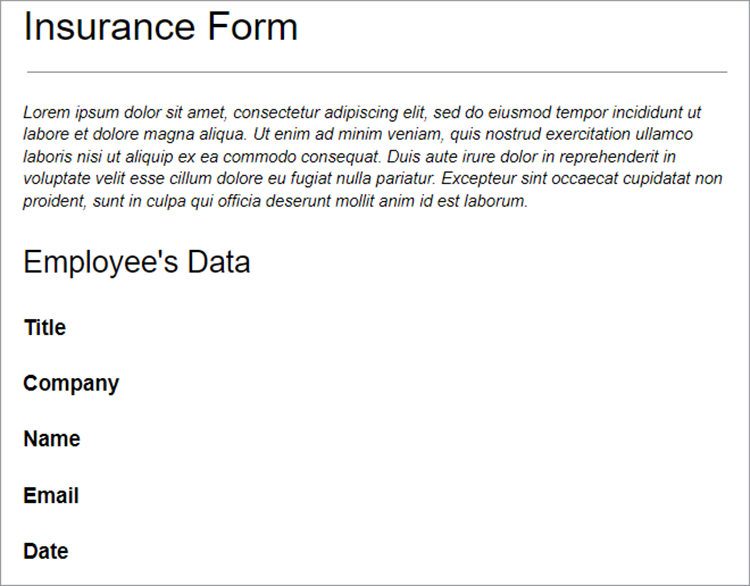 Insurance Form
Lorem ipsum dolor sit amet, consectetur adipiscing elit, sed do eiusmod tempor incididunt ut
labore et dolore magna aliqua. Ut enim ad minim veniam, quis nostrud exercitation ullamco
laboris nisi ut aliquip ex ea commodo consequat. Duis aute irure dolor in reprehenderit in
voluptate velit esse cillum dolore eu fugiat nulla pariatur. Excepteur sint occaecat cupidatat non
proident, sunt in culpa qui officia deserunt mollit anim id est laborum.
Employee's Data
Title
Company
Name
Email
Date